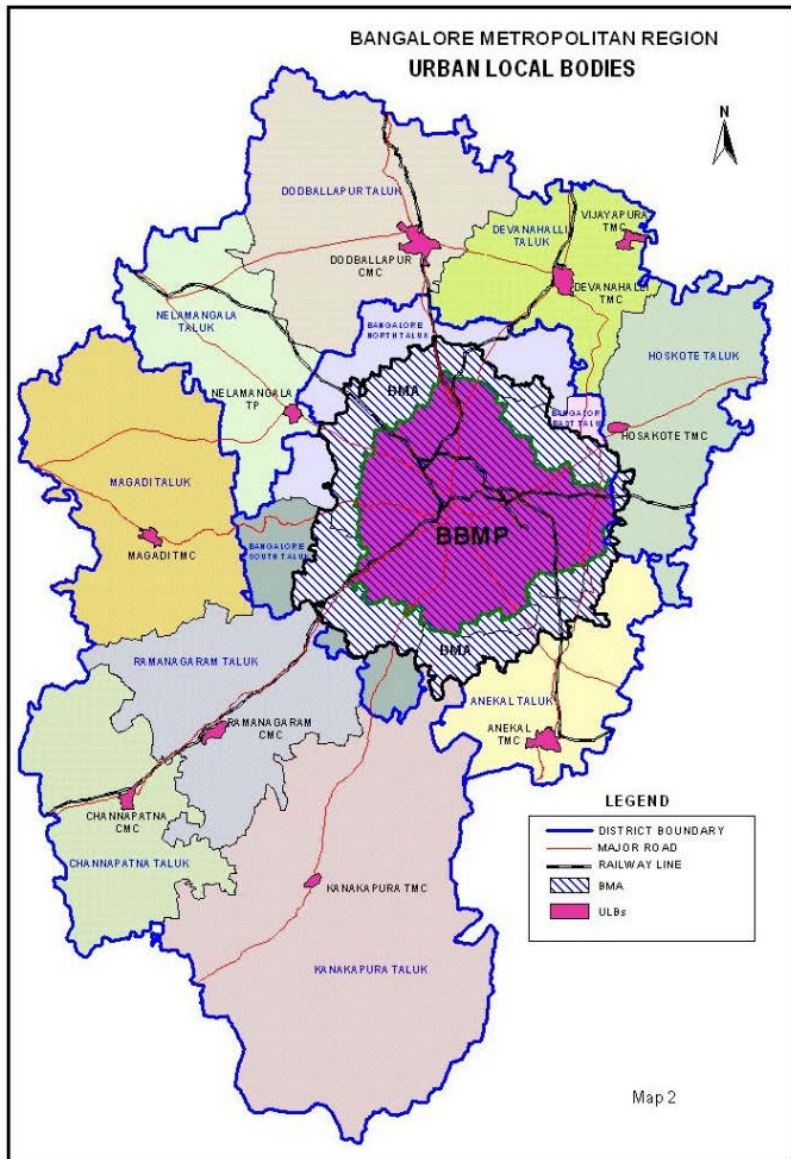 BANGALORE METROPOLITAN REGION
URBAN LOCAL BODIES
N
DODBALLAPUR TALUK
VIJAYAPURA
TMC
DEVANAHALLI
TALUK
DODBALLAPUR
CMC
DEVANAHALLI
TMC
NELAMANGALA
TALUK
BANGALORE
NORTH TALUK
HOSKOTE TALUK
NELAMANGALA
TP
BMA
HOSAKOTE TMC
MAGADI TALUK
MAGADI TMC
BANGALORE
SOUTH TALUK
BBMP
BMA
RAMANAGARAM TALUK
ANEKAL TALUK
RAMANAGARAM
CMC
ANEKAL
TMC
CHANNAPATNA
CMC
CHANNAPATNA TALUK
KANAKAPURA TMC
KANAKAPURA TALUK
LEGEND
DISTRICT BOUNDARY
MAJOR ROAD
RAILWAY LINE
BMA
ULBs
Map 2